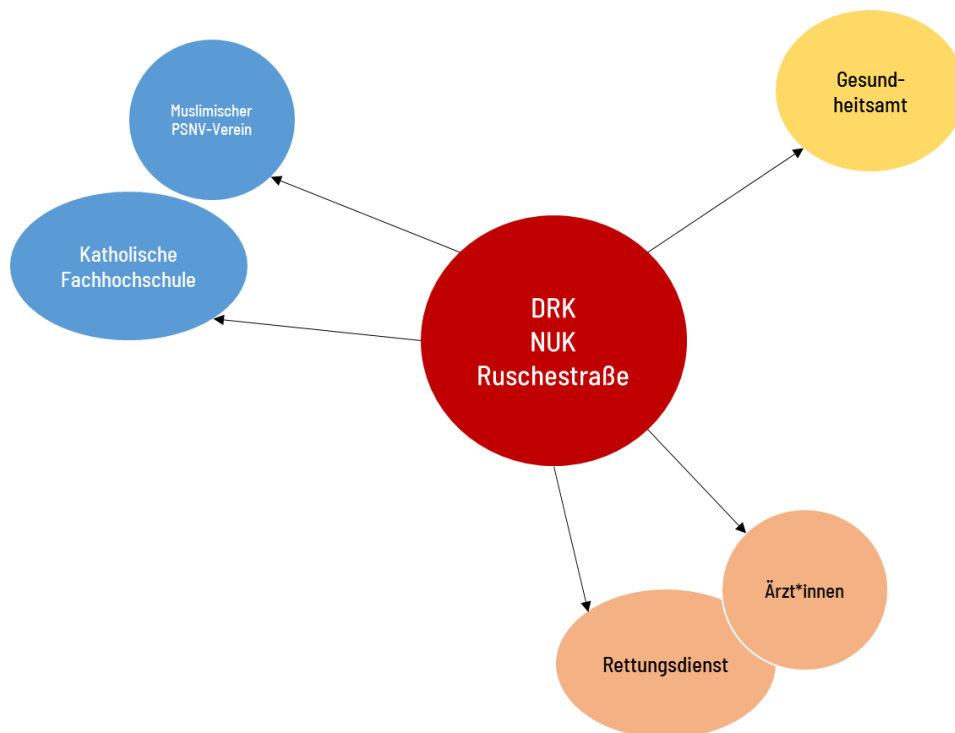 Muslimischer
PSNV-Verein
Gesund-
heitsamt
Katholische
Fachhochschule
DRK
NUK
Ruschestraße
Ärzt*innen
Rettungsdienst